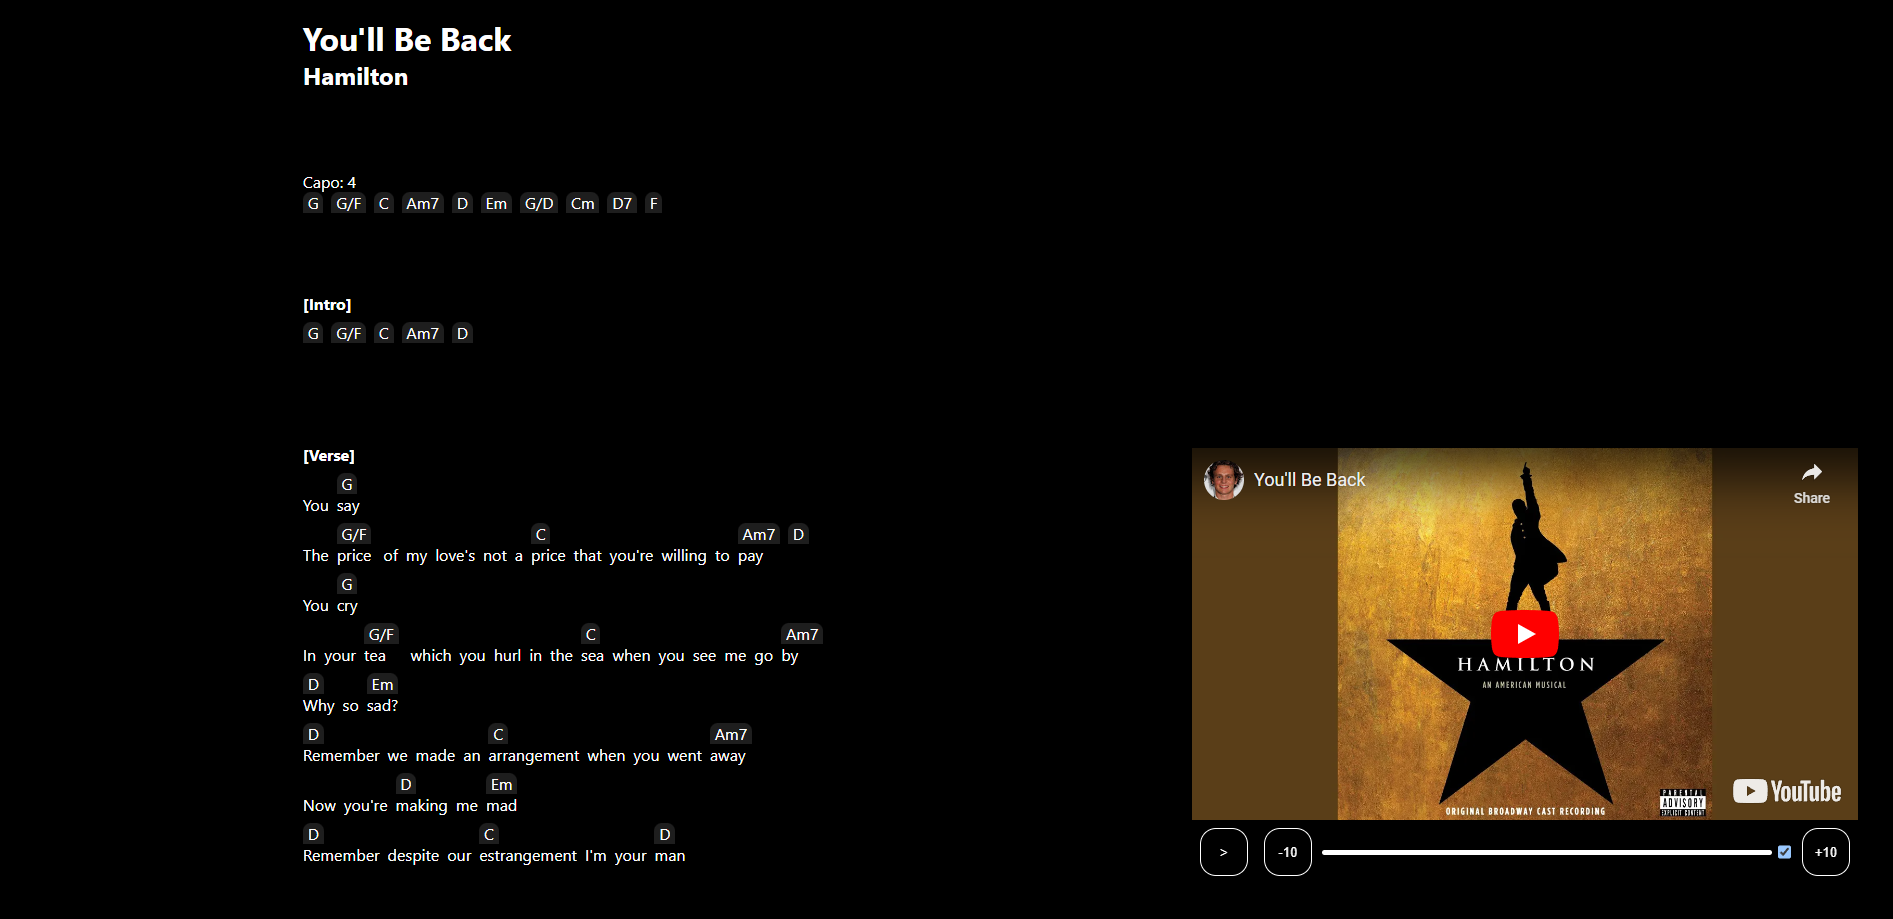 You'll Be Back
Hamilton
Capo: 4
G G/F C Am7 D Em G/D Cm D7 F
[Intro]
G G/F C Am7 D
[Verse]
G
You say
G/F C Am7 D
The price of my love's not a price that you're willing to pay
G
You cry
G/F C Am7
In your tea which you hurl in the sea when you see me go by
D Em
Why so sad?
D C Am7
Remember we made an arrangement when you went away
D Em
Now you're making me mad
D C D
Remember despite our estrangement I'm your man
You'll Be Back
Share
HAMILTON
AN AMERICAN MUSICAL
ORIGINAL BROADWAY CAST RECORDING
PARENTAL
ADVISORY
EXPLICIT CONTENT
YouTube
> -10 +10